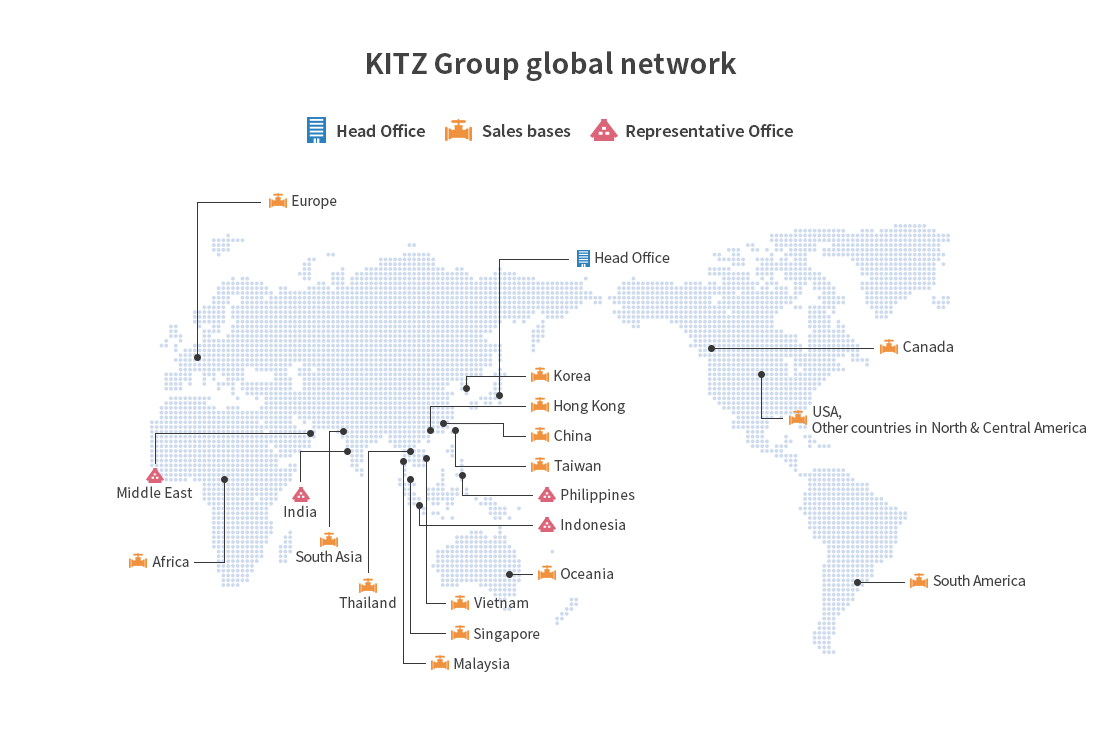 KITZ Group global network
Head Office
Sales bases
Representative Office
Europe
Head Office
Canada
Korea
Hong Kong
USA,
Other countries in North & Central America
China
Taiwan
Middle East
Philippines
India
Indonesia
South Asia
Africa
Oceania
South America
Thailand
Vietnam
Singapore
Malaysia